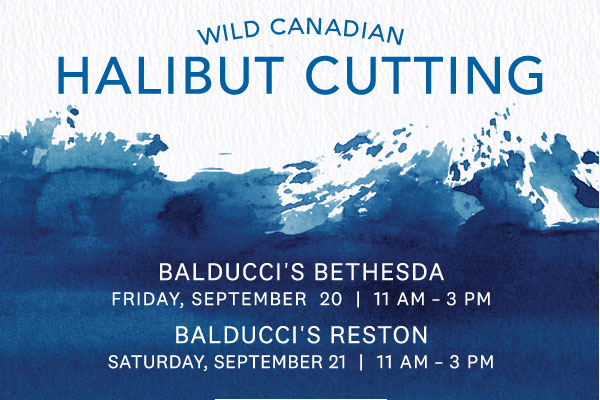 WILD CANADIAN
HALIBUT CUTTING
BALDUCCI'S BETHESDA
FRIDAY, SEPTEMBER 20 | 11 AM – 3 PM
BALDUCCI'S RESTON
SATURDAY, SEPTEMBER 21 | 11 AM – 3 PM